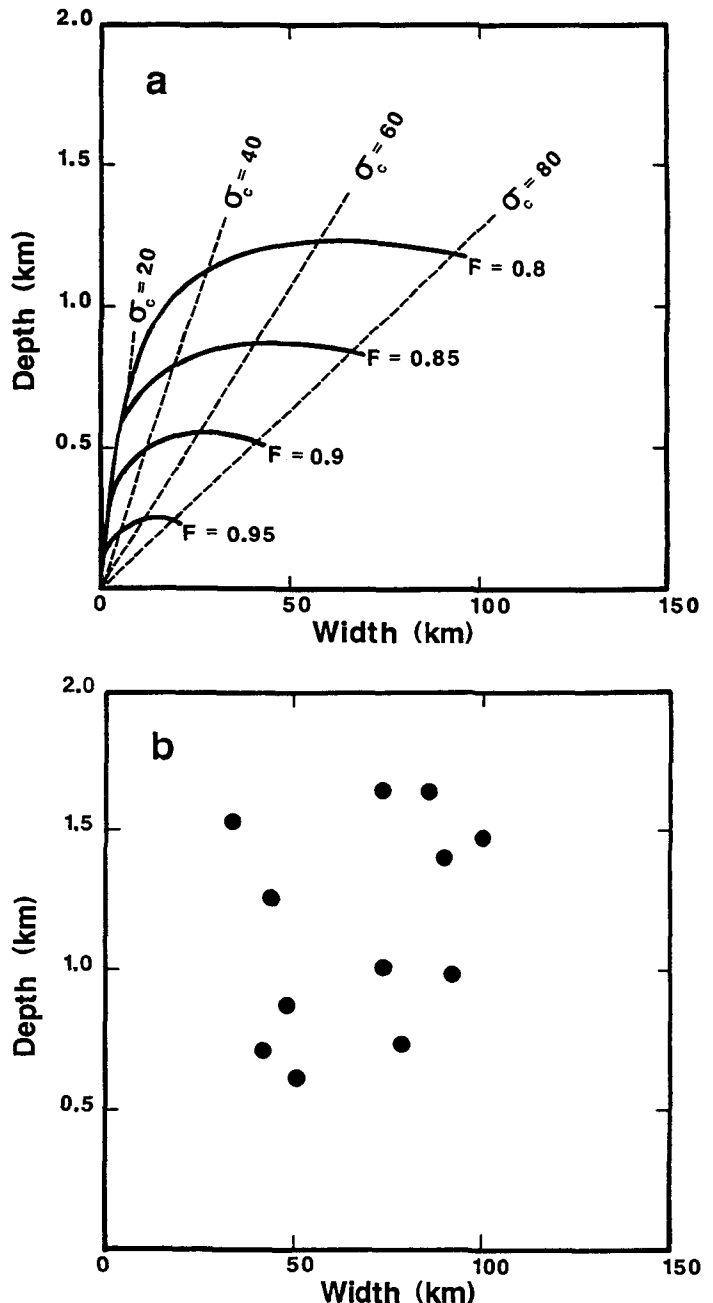 2.0
a
σc = 20
σc = 40
σc = 60
σc = 80
1.5
1.0
0.5
Depth (km)
F = 0.8
F = 0.85
F = 0.9
F = 0.95
0
50
100
150
Width (km)
2.0
b
1.5
1.0
0.5
Depth (km)
0
50
100
150
Width (km)